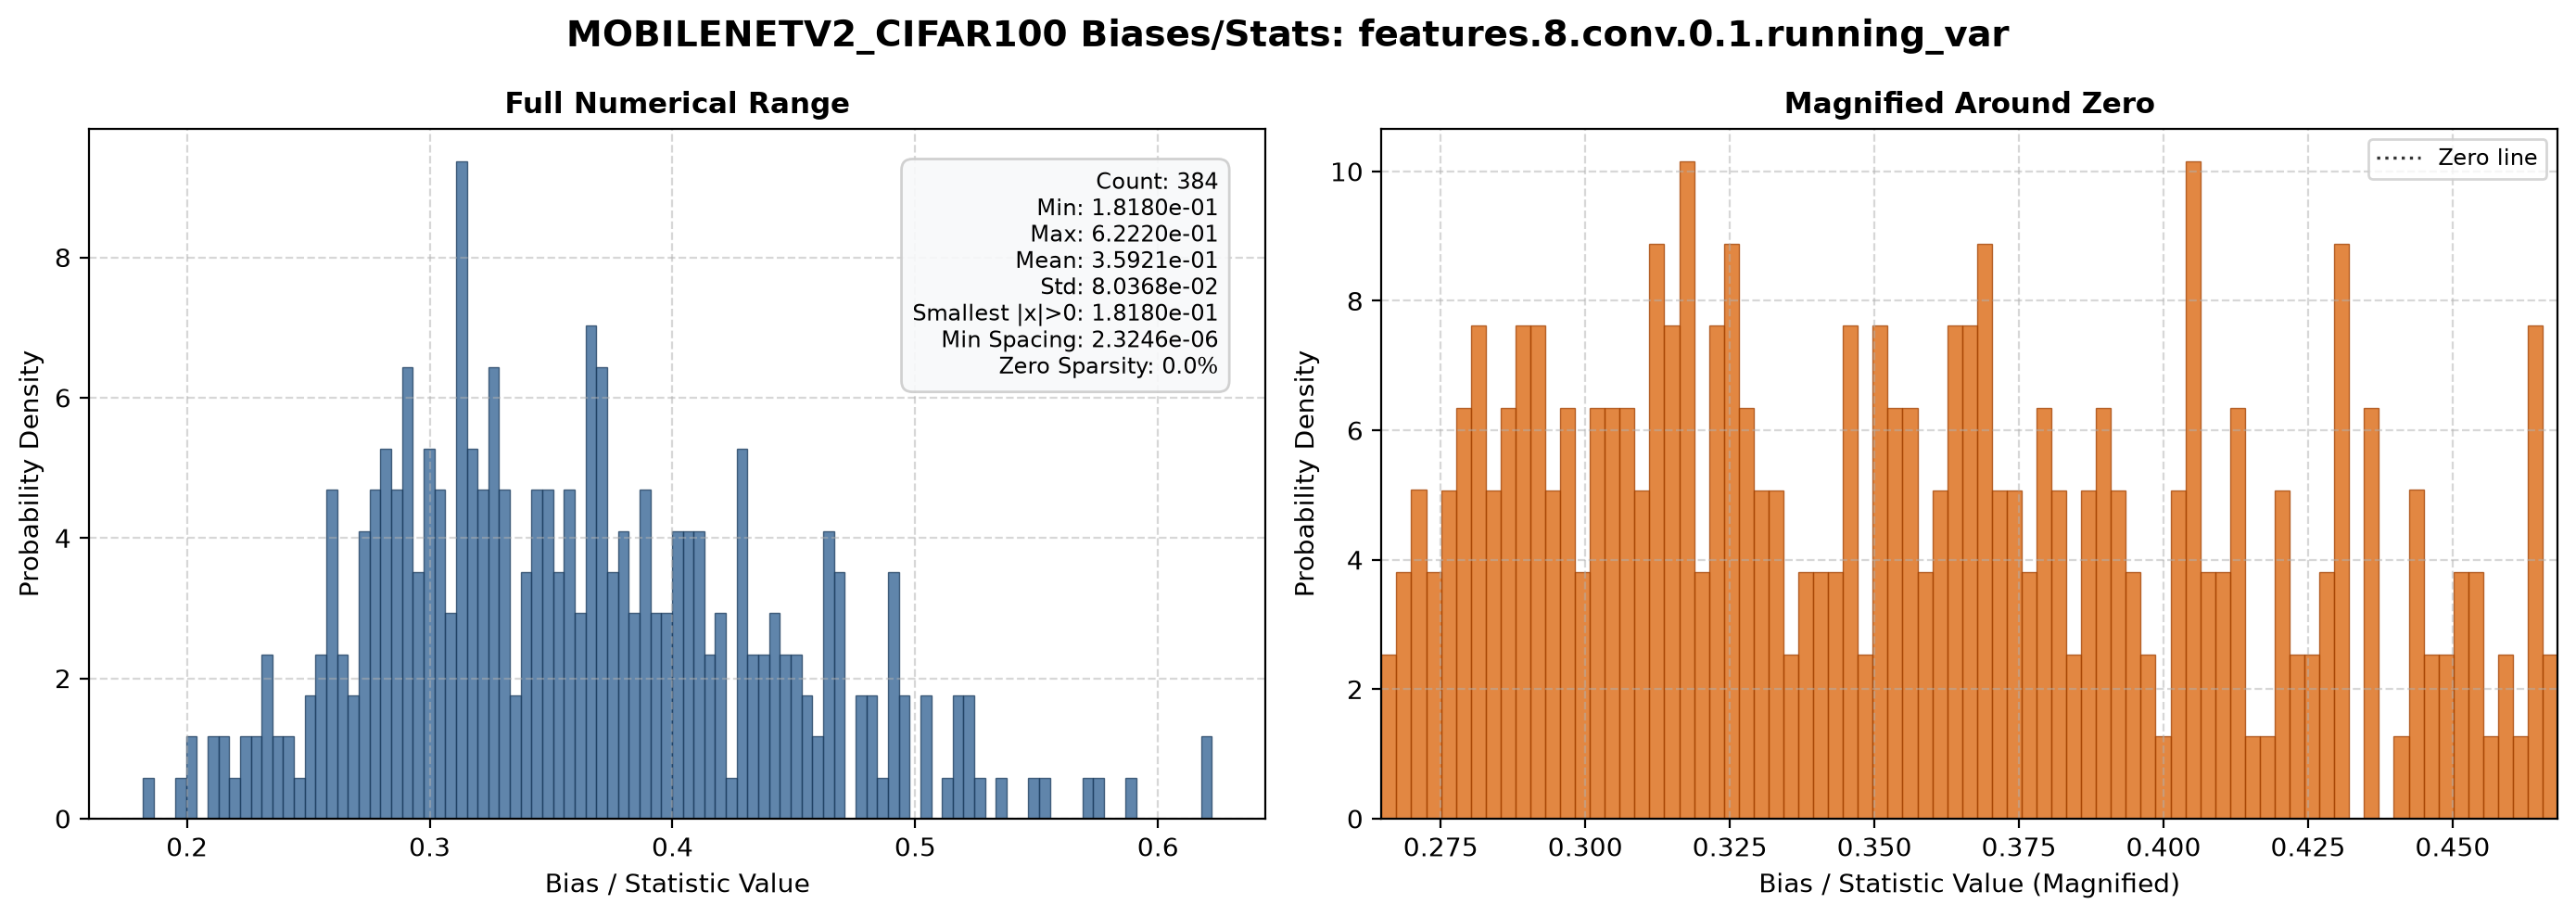 MOBILENETV2_CIFAR100 Biases/Stats: features.8.conv.0.1.running_var
Full Numerical Range
Probability Density
8
6
4
2
0
Count: 384
Min: 1.8180e-01
Max: 6.2220e-01
Mean: 3.5921e-01
Std: 8.0368e-02
Smallest |x|>0: 1.8180e-01
Min Spacing: 2.3246e-06
Zero Sparsity: 0.0%
0.2 0.3 0.4 0.5 0.6
Bias / Statistic Value
Magnified Around Zero
Zero line
Probability Density
10
8
6
4
2
0
0.275 0.300 0.325 0.350 0.375 0.400 0.425 0.450
Bias / Statistic Value (Magnified)